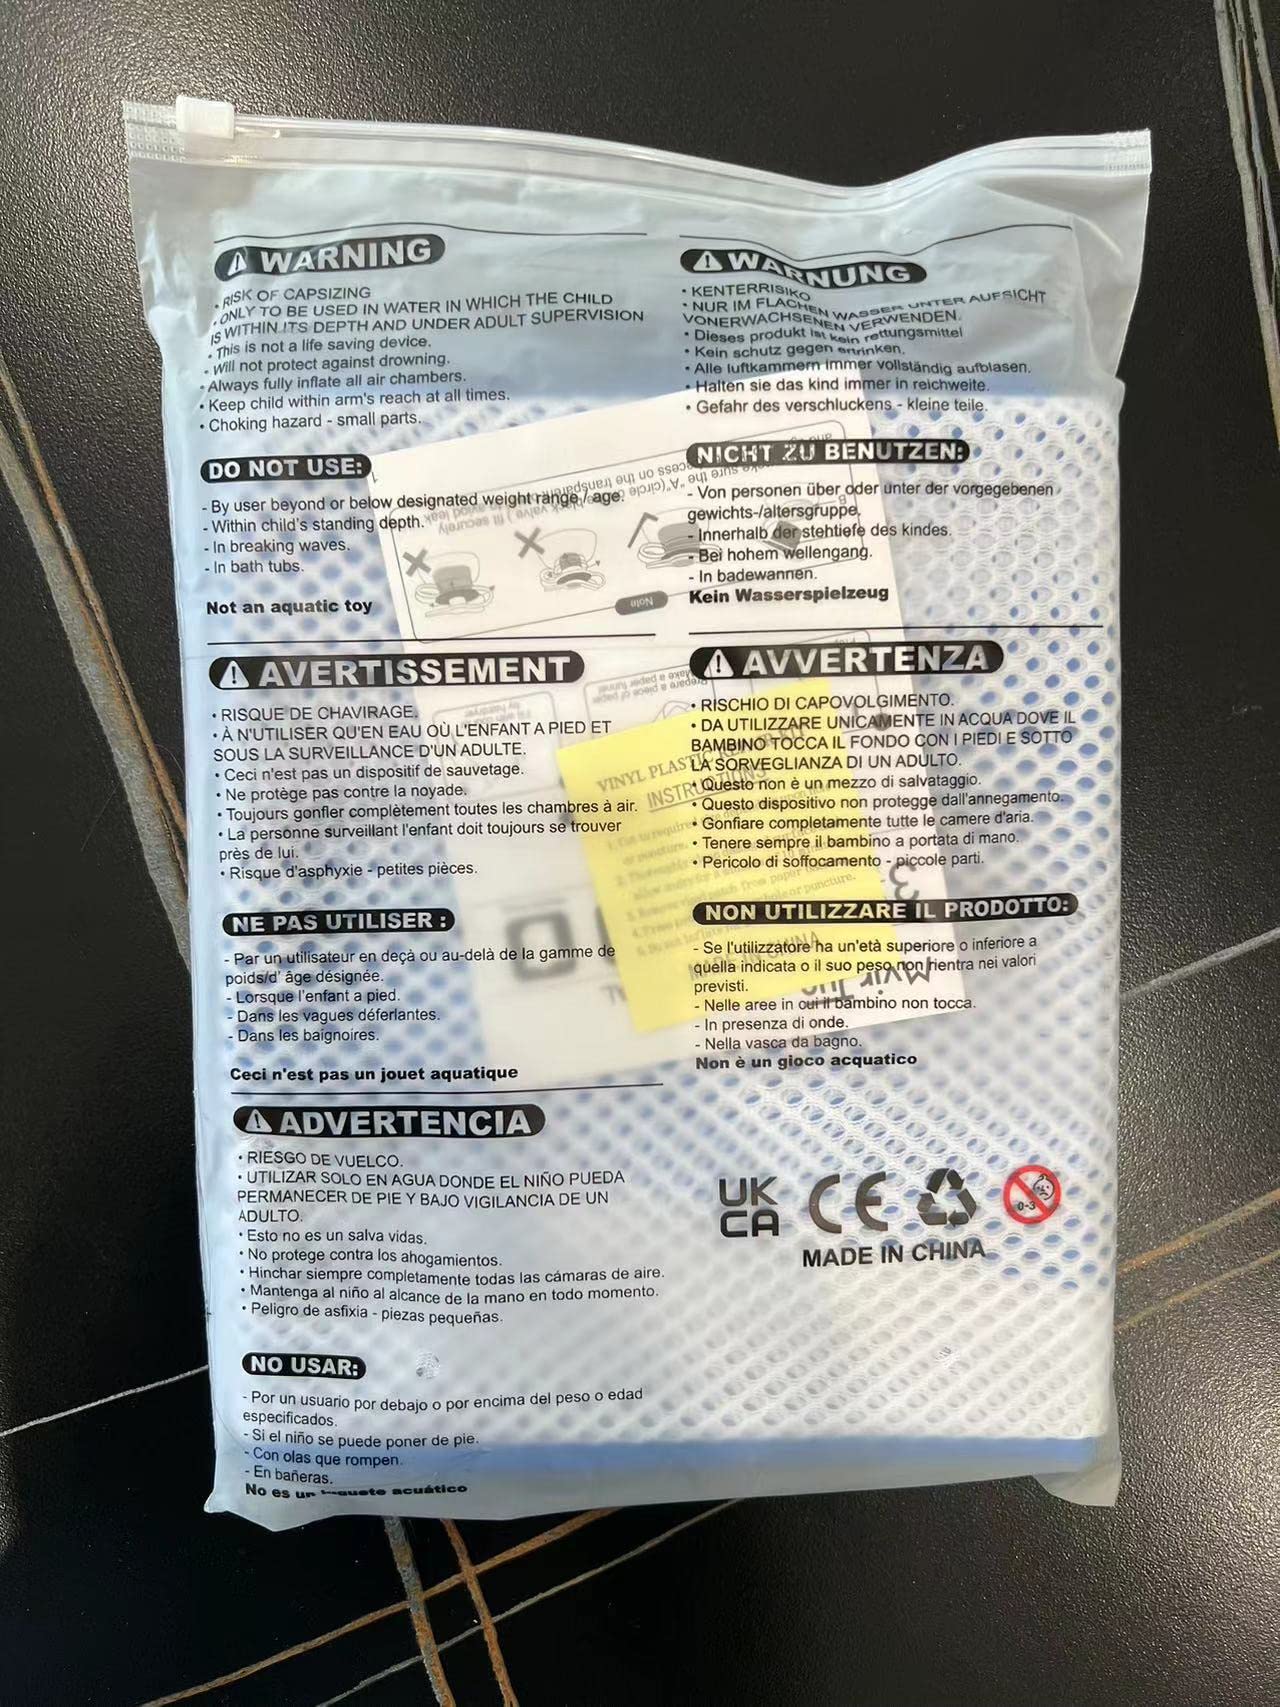 WARNING
• RISK OF CAPSIZING
• ONLY TO BE USED IN WATER IN WHICH THE CHILD
IS WITHIN ITS DEPTH AND UNDER ADULT SUPERVISION
• This is not a life saving device.
• Will not protect against drowning.
• Always fully inflate all air chambers.
• Keep child within arm's reach at all times.
• Choking hazard - small parts.
DO NOT USE:
- By user beyond or below designated weight range / age.
- Within child's standing depth.
- In breaking waves.
- In bath tubs.
Not an aquatic toy
WARNUNG
• KENTERRISIKO
• NUR IM FLACHEN WASSER UNTER AUFSICHT
VONERWACHSENEN VERWENDEN.
• Dieses produkt ist kein rettungsmittel
• Kein schutz gegen ertrinken.
• Alle luftkammern immer vollständig aufblasen.
• Halten sie das kind immer in reichweite.
• Gefahr des verschluckens - kleine teile.
NICHT ZU BENUTZEN:
- Von personen über oder unter der vorgegebenen
gewichts-/altersgruppe.
- Innerhalb der stehtiefe des kindes.
- Bei hohem wellengang.
- In badewannen.
Kein Wasserspielzeug
AVERTISSEMENT
• RISQUE DE CHAVIRAGE.
• À N'UTILISER QU'EN EAU OÙ L'ENFANT A PIED ET
SOUS LA SURVEILLANCE D'UN ADULTE.
• Ceci n'est pas un dispositif de sauvetage.
• Ne protège pas contre la noyade.
• Toujours gonfler complètement toutes les chambres à air.
• La personne surveillant l'enfant doit toujours se trouver
près de lui.
• Risque d'asphyxie - petites pièces.
NE PAS UTILISER :
- Par un utilisateur en deçà ou au-delà de la gamme de
poids/d' âge désignée.
- Lorsque l'enfant a pied.
- Dans les vagues déferlantes.
- Dans les baignoires.
Ceci n'est pas un jouet aquatique
AVVERTENZA
• RISCHIO DI CAPOVOLGIMENTO.
• DA UTILIZZARE UNICAMENTE IN ACQUA DOVE IL
BAMBINO TOCCA IL FONDO CON I PIEDI E SOTTO
LA SORVEGLIANZA DI UN ADULTO.
• Questo non è un mezzo di salvataggio.
• Questo dispositivo non protegge dall'annegamento.
• Gonfiare completamente tutte le camere d'aria.
• Tenere sempre il bambino a portata di mano.
• Pericolo di soffocamento - piccole parti.
NON UTILIZZARE IL PRODOTTO:
- Se l'utilizzatore ha un'età superiore o inferiore a
quella indicata o il suo peso non rientra nei valori
previsti.
- Nelle aree in cui il bambino non tocca.
- In presenza di onde.
- Nella vasca da bagno.
Non è un gioco acquatico
ADVERTENCIA
• RIESGO DE VUELCO.
• UTILIZAR SOLO EN AGUA DONDE EL NIÑO PUEDA
PERMANECER DE PIE Y BAJO VIGILANCIA DE UN
ADULTO.
• Esto no es un salva vidas.
• No protege contra los ahogamientos.
• Hinchar siempre completamente todas las cámaras de aire.
• Mantenga al niño al alcance de la mano en todo momento.
• Peligro de asfixia - piezas pequeñas.
NO USAR:
- Por un usuario por debajo o por encima del peso o edad
especificados.
- Si el niño se puede poner de pie.
- Con olas que rompen.
- En bañeras.
No es un juguete acuático
UK
CA CE 0-3
MADE IN CHINA
Note
Prepare a piece of paper
Make a paper funnel
VINYL PLASTIC REPAIR KIT
INSTRUCTIONS
MADE IN CHINA